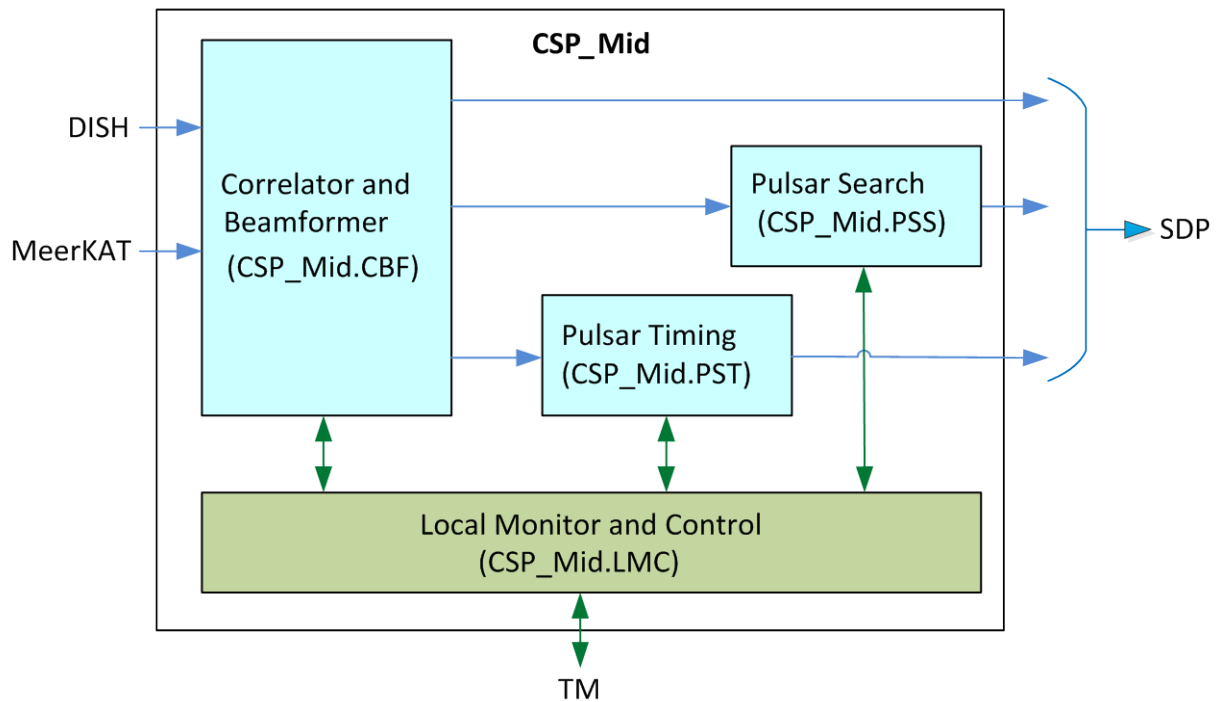 CSP_Mid
DISH
MeerKAT
Correlator and
Beamformer
(CSP_Mid.CBF)
Pulsar Search
(CSP_Mid.PSS)
SDP
Pulsar Timing
(CSP_Mid.PST)
Local Monitor and Control
(CSP_Mid.LMC)
TM